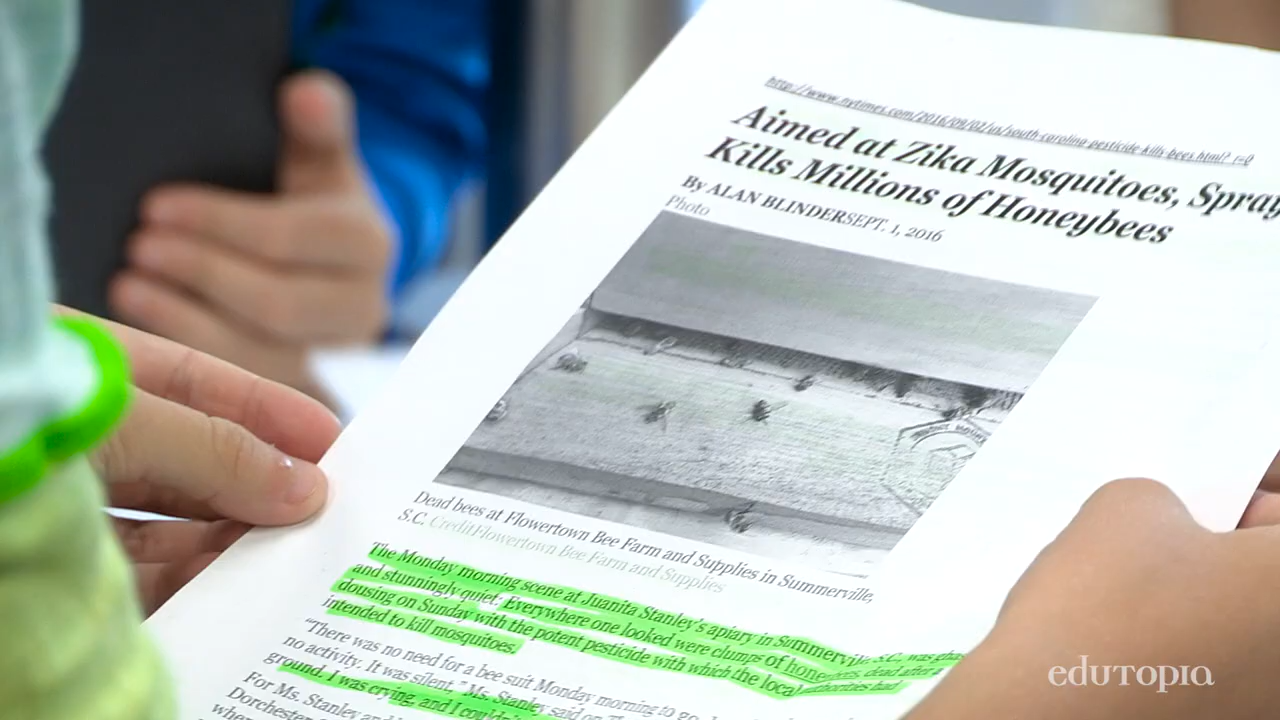 http://www.nytimes.com/2016/09/02/us/south-carolina-pesticide-kills-bees.html?_r=0
Aimed at Zika Mosquitoes, Spray
Kills Millions of Honeybees
By ALAN BLINDERSEPT. 1, 2016
Photo
Dead bees at Flowertown Bee Farm and Supplies in Summerville,
S.C. CreditFlowertown Bee Farm and Supplies
The Monday morning scene at Juanita Stanley's apiary in Summerville, S.C., was
and stunningly quiet: Everywhere one looked were clumps of honeybees, dead after a
dousing on Sunday with the potent pesticide with which the local authorities had
intended to kill mosquitoes.
"There was no need for a bee suit Monday morning to go
no activity. It was silent," Ms. Stanley said on
ground. I was crying, and I couldn't
For Ms. Stanley and
Dorchester
when
edutopia